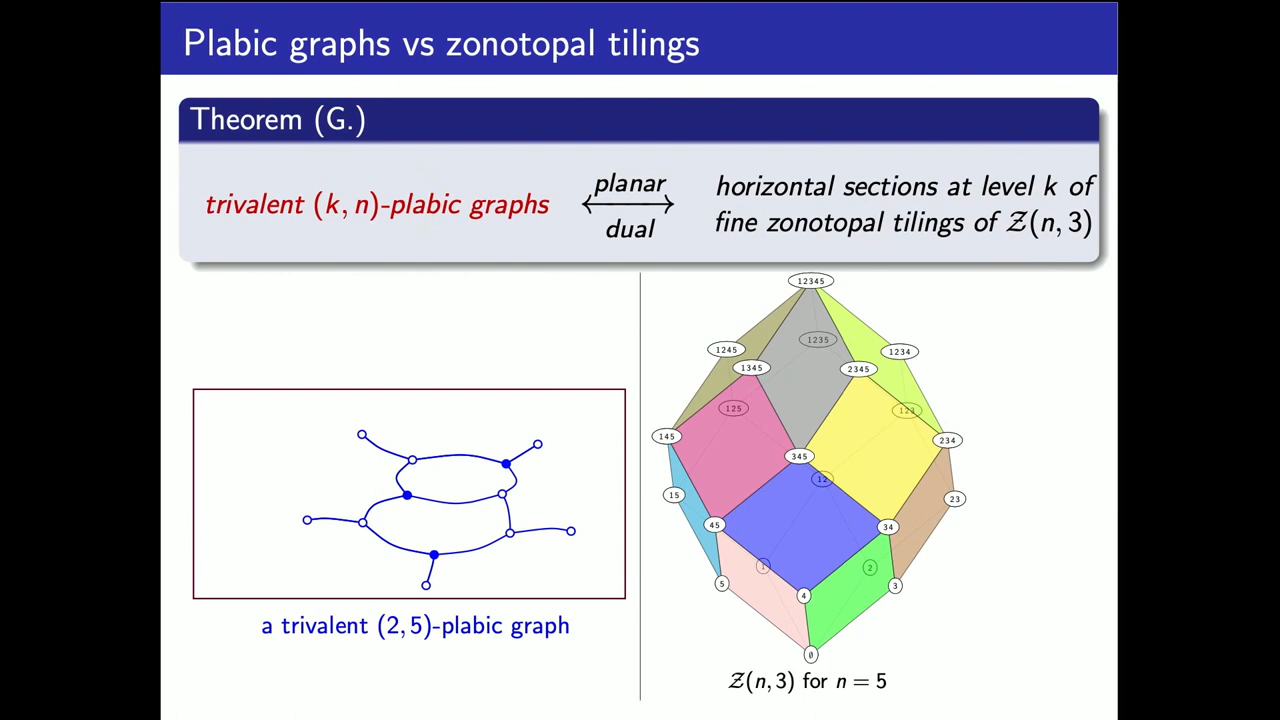 Plabic graphs vs zonotopal tilings
Theorem (G.)
trivalent (k, n)-plabic graphs
planar
dual
horizontal sections at level k of
fine zonotopal tilings of Z(n, 3)
a trivalent (2, 5)-plabic graph
12345
1235
1245
1234
1345
2345
125
123
145
234
345
12
15
23
45
34
1
2
5
3
4
∅
Z(n, 3) for n = 5